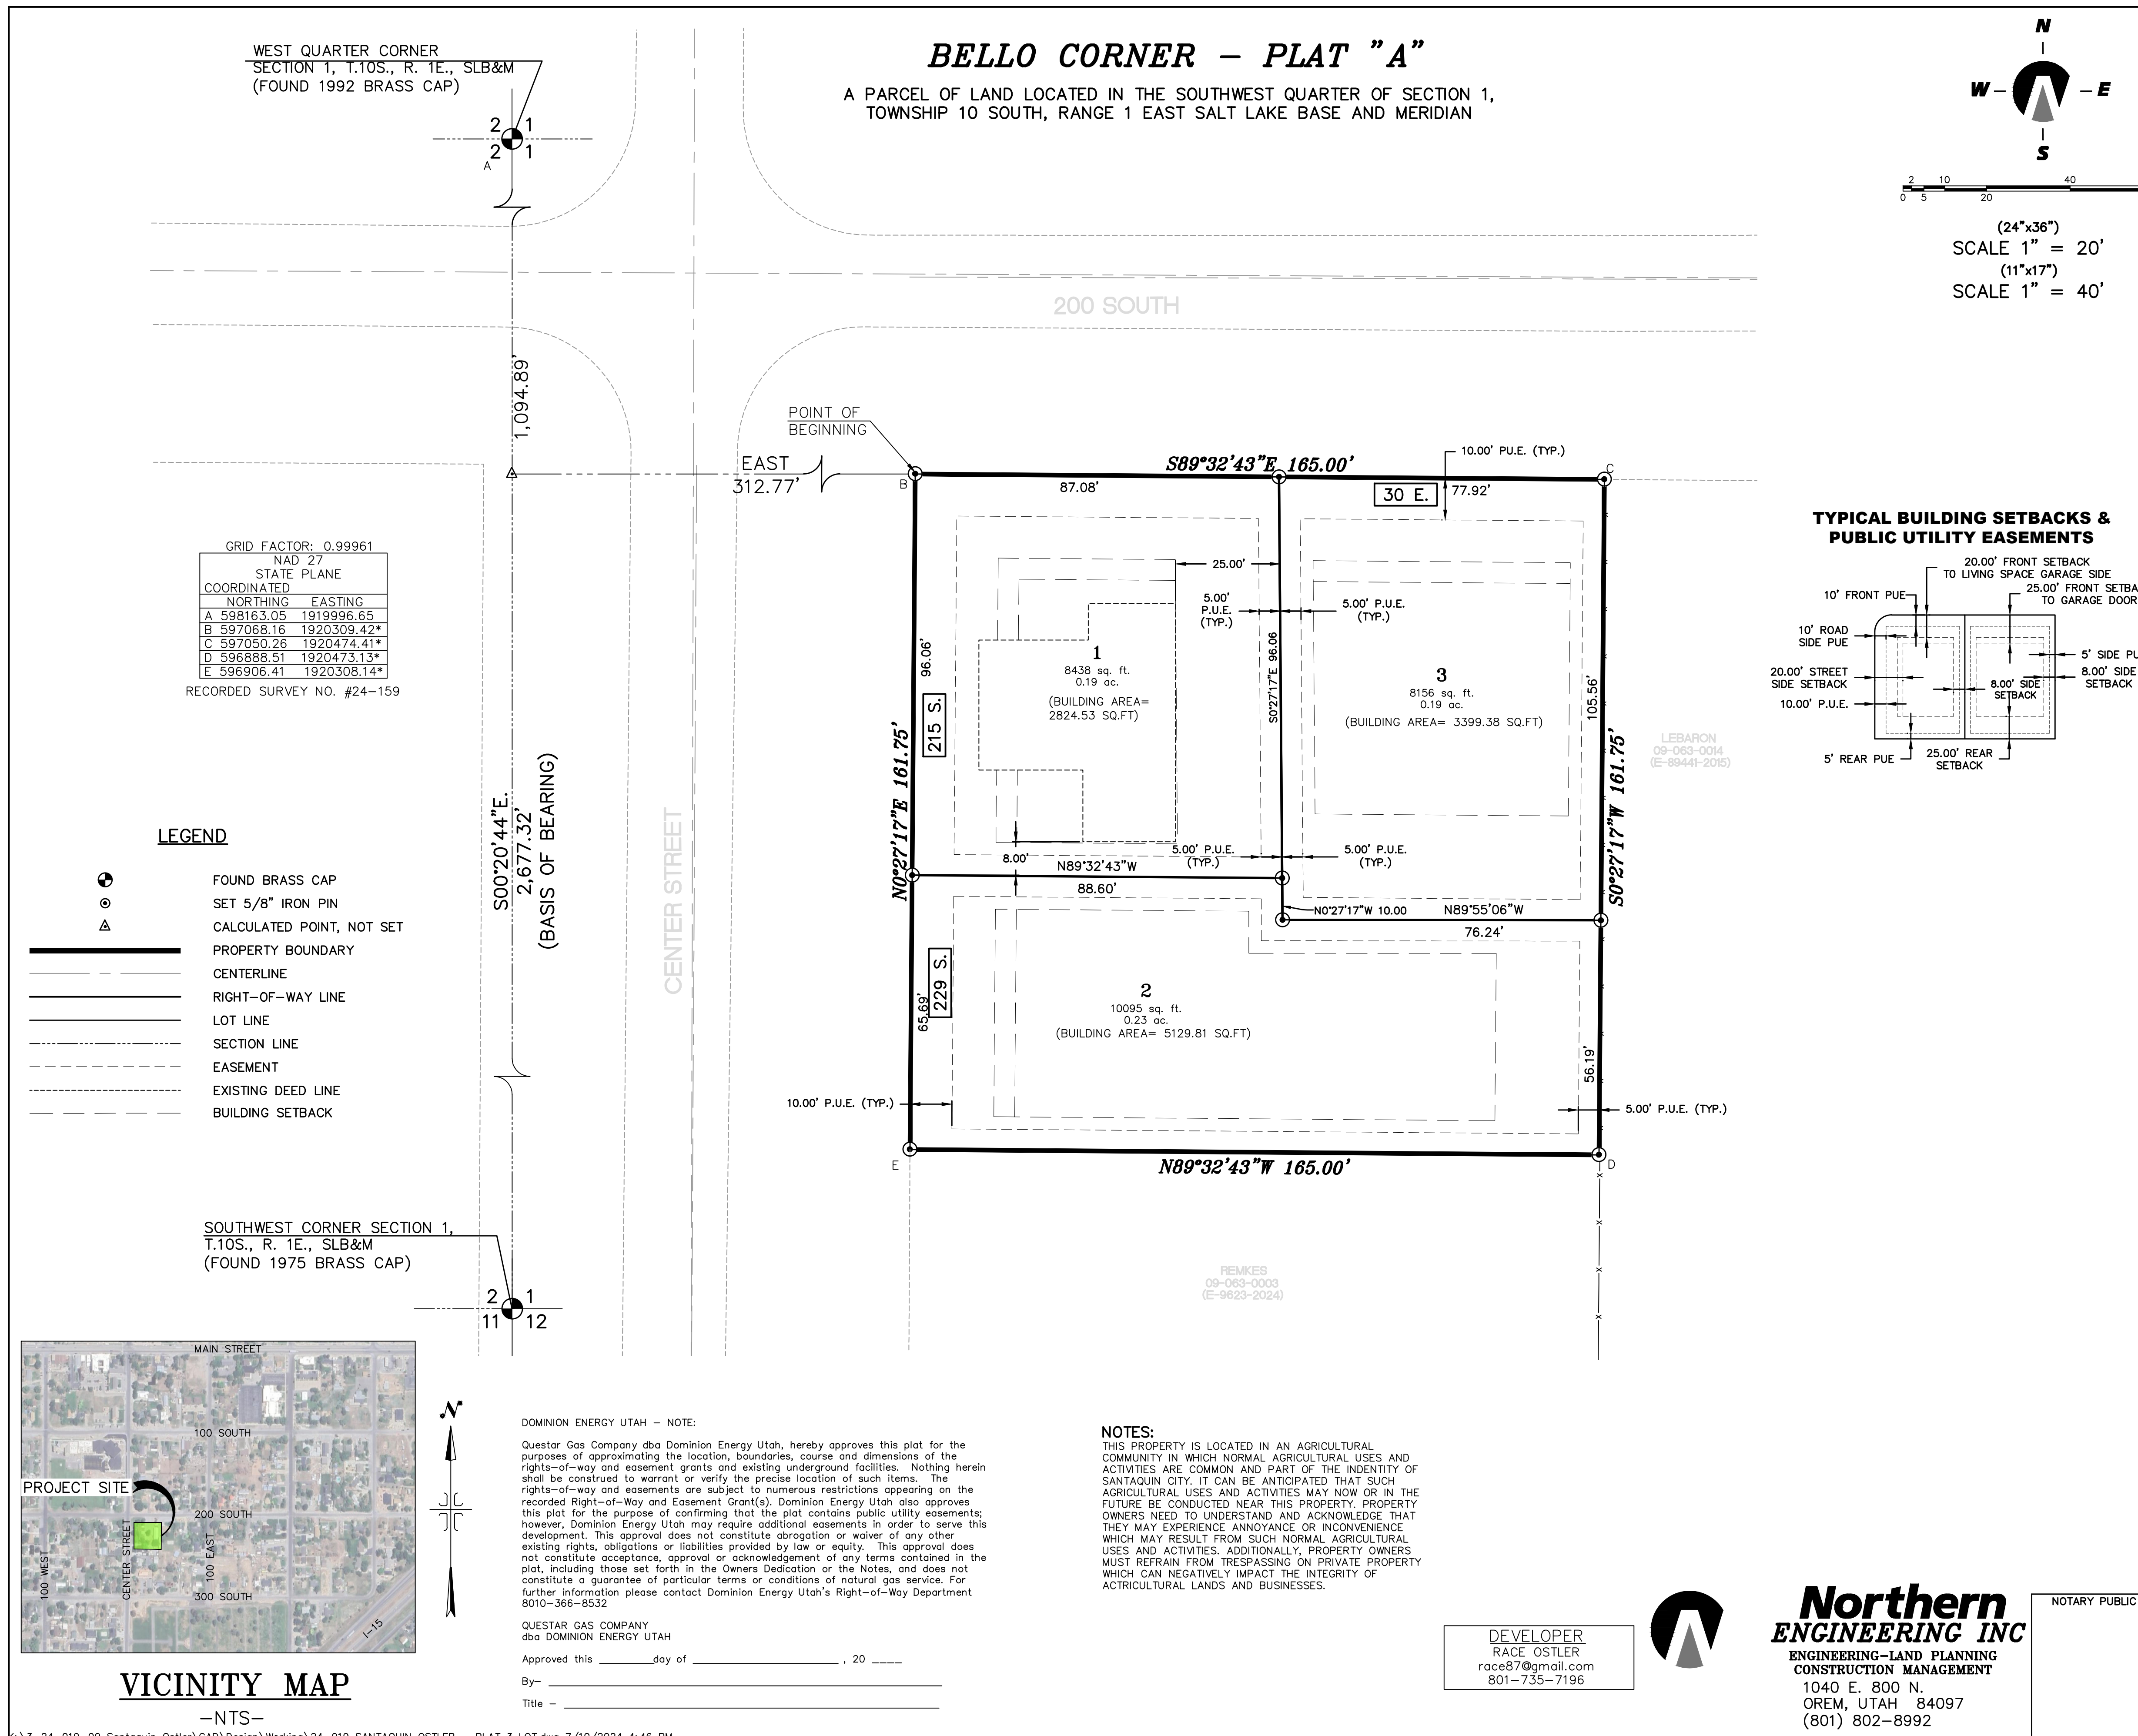 WEST QUARTER CORNER
SECTION 1, T.10S., R. 1E., SLB&M
(FOUND 1992 BRASS CAP)
2 1
2 1
A
BELLO CORNER – PLAT "A"
A PARCEL OF LAND LOCATED IN THE SOUTHWEST QUARTER OF SECTION 1,
TOWNSHIP 10 SOUTH, RANGE 1 EAST SALT LAKE BASE AND MERIDIAN
N
W – – E
S
2 10 40
0 5 20
(24"x36")
SCALE 1" = 20'
(11"x17")
SCALE 1" = 40'
200 SOUTH
1,094.89'
POINT OF
BEGINNING
EAST
312.77'
B
S89°32'43"E 165.00'
87.08'
30 E.
77.92'
10.00' PU.E. (TYP.)
C
GRID FACTOR: 0.99961
NAD 27
STATE PLANE
COORDINATED
NORTHING EASTING
A 598163.05 1919996.65
B 597068.16 1920309.42*
C 597050.26 1920474.41*
D 596888.51 1920473.13*
E 596906.41 1920308.14*
RECORDED SURVEY NO. #24–159
25.00'
5.00'
P.U.E.
(TYP.)
5.00' P.U.E.
(TYP.)
96.06'
215 S.
N0°27'17"E 161.75'
1
8438 sq. ft.
0.19 ac.
(BUILDING AREA=
2824.53 SQ.FT)
S0°27'17"E 96.06
3
8156 sq. ft.
0.19 ac.
(BUILDING AREA= 3399.38 SQ.FT)
105.56'
S0°27'17"W 161.75'
LEBARON
09-063-0014
(E-89441-2015)
TYPICAL BUILDING SETBACKS &
PUBLIC UTILITY EASEMENTS
20.00' FRONT SETBACK
TO LIVING SPACE GARAGE SIDE
10' FRONT PUE
25.00' FRONT SETBA
TO GARAGE DOOR
10' ROAD
SIDE PUE
5' SIDE PU
20.00' STREET
SIDE SETBACK
8.00' SIDE
SETBACK
8.00' SIDE
SETBACK
10.00' P.U.E.
5' REAR PUE
25.00' REAR
SETBACK
8.00'
5.00' P.U.E.
(TYP.)
5.00' P.U.E.
(TYP.)
N89°32'43"W
88.60'
N0°27'17"W 10.00
N89°55'06"W
76.24'
S00°20'44"E.
2,677.32'
(BASIS OF BEARING)
CENTER STREET
65.69'
229 S.
2
10095 sq. ft.
0.23 ac.
(BUILDING AREA= 5129.81 SQ.FT)
56.19'
10.00' P.U.E. (TYP.)
5.00' P.U.E. (TYP.)
E
N89°32'43"W 165.00'
D
LEGEND
FOUND BRASS CAP
SET 5/8" IRON PIN
CALCULATED POINT, NOT SET
PROPERTY BOUNDARY
CENTERLINE
RIGHT–OF–WAY LINE
LOT LINE
SECTION LINE
EASEMENT
EXISTING DEED LINE
BUILDING SETBACK
SOUTHWEST CORNER SECTION 1,
T.10S., R. 1E., SLB&M
(FOUND 1975 BRASS CAP)
2 1
11 12
REMKES
09-063-0003
(E-9623-2024)
MAIN STREET
100 SOUTH
PROJECT SITE
200 SOUTH
100 WEST
CENTER STREET
100 EAST
300 SOUTH
I–15
N
VICINITY MAP
–NTS–
DOMINION ENERGY UTAH – NOTE:
Questar Gas Company dba Dominion Energy Utah, hereby approves this plat for the
purposes of approximating the location, boundaries, course and dimensions of the
rights–of–way and easement grants and existing underground facilities. Nothing herein
shall be construed to warrant or verify the precise location of such items. The
rights–of–way and easements are subject to numerous restrictions appearing on the
recorded Right–of–Way and Easement Grant(s). Dominion Energy Utah also approves
this plat for the purpose of confirming that the plat contains public utility easements;
however, Dominion Energy Utah may require additional easements in order to serve this
development. This approval does not constitute abrogation or waiver of any other
existing rights, obligations or liabilities provided by law or equity. This approval does
not constitute acceptance, approval or acknowledgement of any terms contained in the
plat, including those set forth in the Owners Dedication or the Notes, and does not
constitute a guarantee of particular terms or conditions of natural gas service. For
further information please contact Dominion Energy Utah's Right–of–Way Department
8010–366–8532
QUESTAR GAS COMPANY
dba DOMINION ENERGY UTAH
Approved this ________day of ______________________ , 20 ____
By– ____________________
Title – ____________________
NOTES:
THIS PROPERTY IS LOCATED IN AN AGRICULTURAL
COMMUNITY IN WHICH NORMAL AGRICULTURAL USES AND
ACTIVITIES ARE COMMON AND PART OF THE INDENTITY OF
SANTAQUIN CITY. IT CAN BE ANTICIPATED THAT SUCH
AGRICULTURAL USES AND ACTIVITIES MAY NOW OR IN THE
FUTURE BE CONDUCTED NEAR THIS PROPERTY. PROPERTY
OWNERS NEED TO UNDERSTAND AND ACKNOWLEDGE THAT
THEY MAY EXPERIENCE ANNOYANCE OR INCONVENIENCE
WHICH MAY RESULT FROM SUCH NORMAL AGRICULTURAL
USES AND ACTIVITIES. ADDITIONALLY, PROPERTY OWNERS
MUST REFRAIN FROM TRESPASSING ON PRIVATE PROPERTY
WHICH CAN NEGATIVELY IMPACT THE INTEGRITY OF
ACTRICULTURAL LANDS AND BUSINESSES.
DEVELOPER
RACE OSTLER
race87@gmail.com
801–735–7196
Northern
ENGINEERING INC
ENGINEERING–LAND PLANNING
CONSTRUCTION MANAGEMENT
1040 E. 800 N.
OREM, UTAH 84097
(801) 802–8992
NOTARY PUBLIC